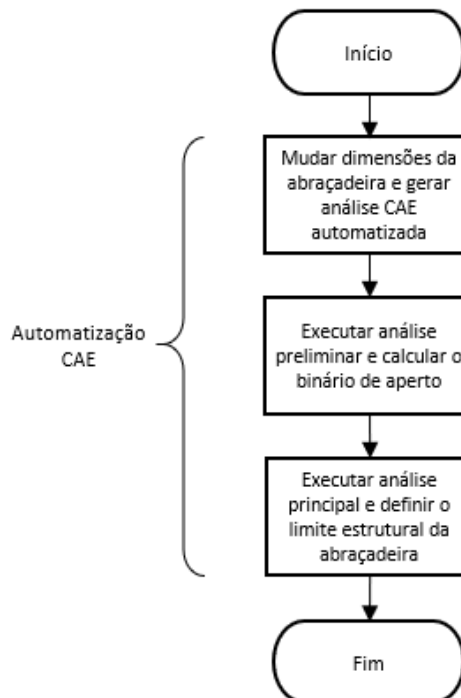 Início
Mudar dimensões da
abraçadeira e gerar
análise CAE
automatizada
Automatização
CAE
Executar análise
preliminar e calcular o
binário de aperto
Executar análise
principal e definir o
limite estrutural da
abraçadeira
Fim